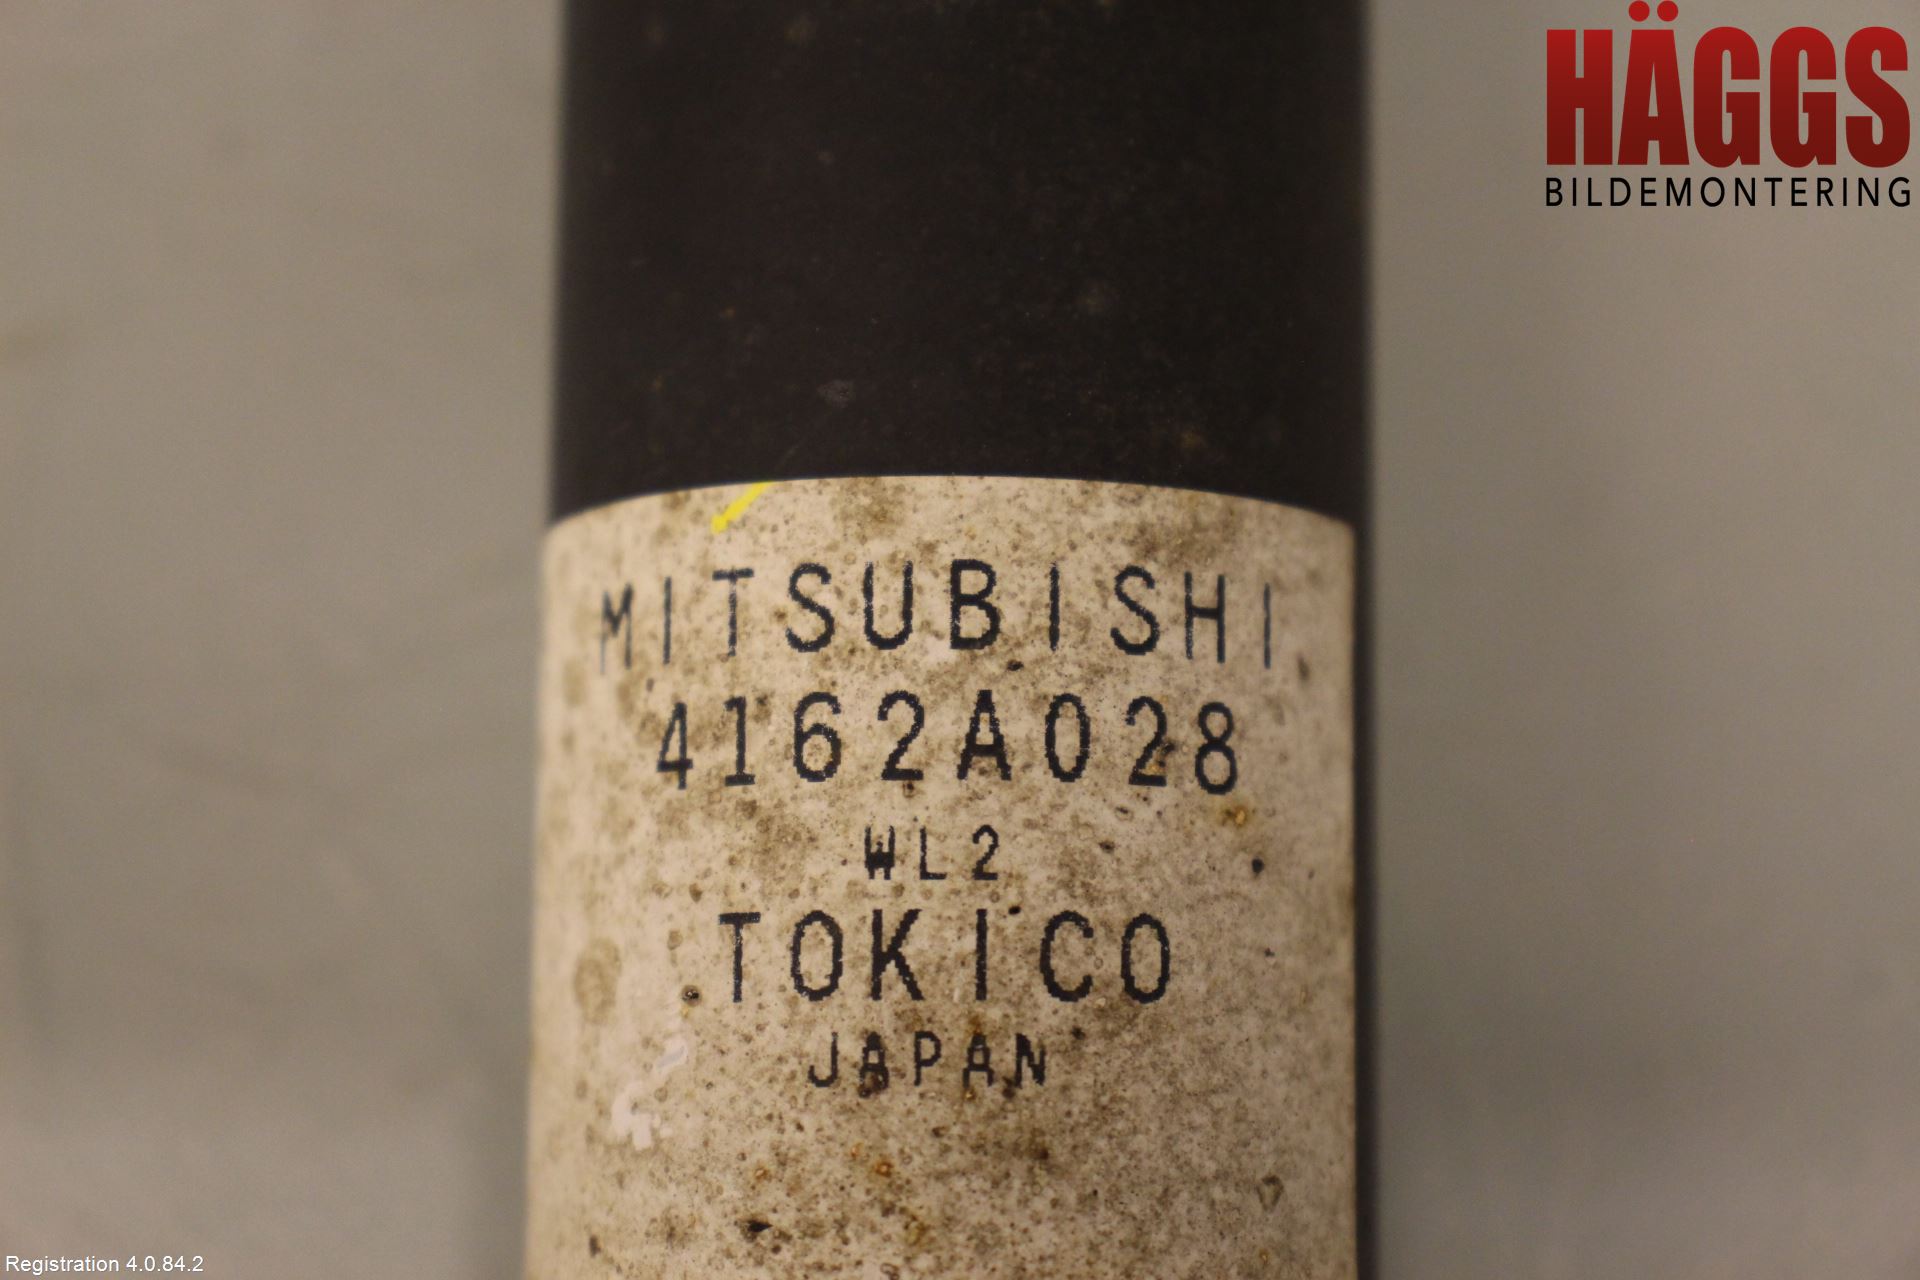 HÄGGS
BILDEMONTERING
MITSUBISHI
4162A028
WL2
TOKICO
JAPAN
Registration 4.0.84.2